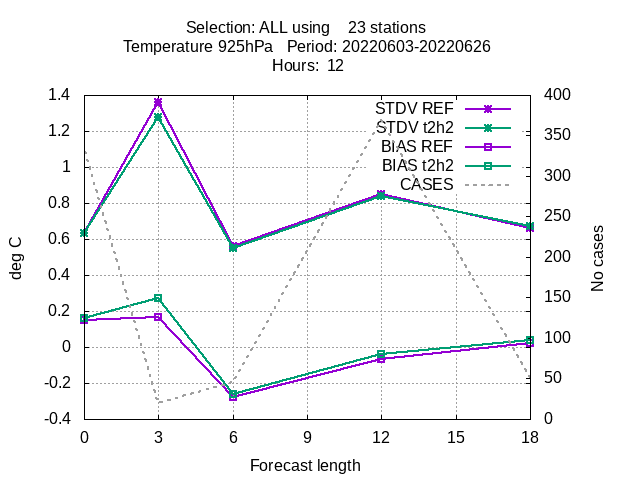 Selection: ALL using 23 stations
Temperature 925hPa Period: 20220603-20220626
Hours: 12
1.4
1.2
1
0.8
0.6
0.4
0.2
0
-0.2
-0.4
deg C
STDV REF
STDV t2h2
BIAS REF
BIAS t2h2
CASES
400
350
300
250
200
150
100
50
0
No cases
0 3 6 9 12 15 18
Forecast length